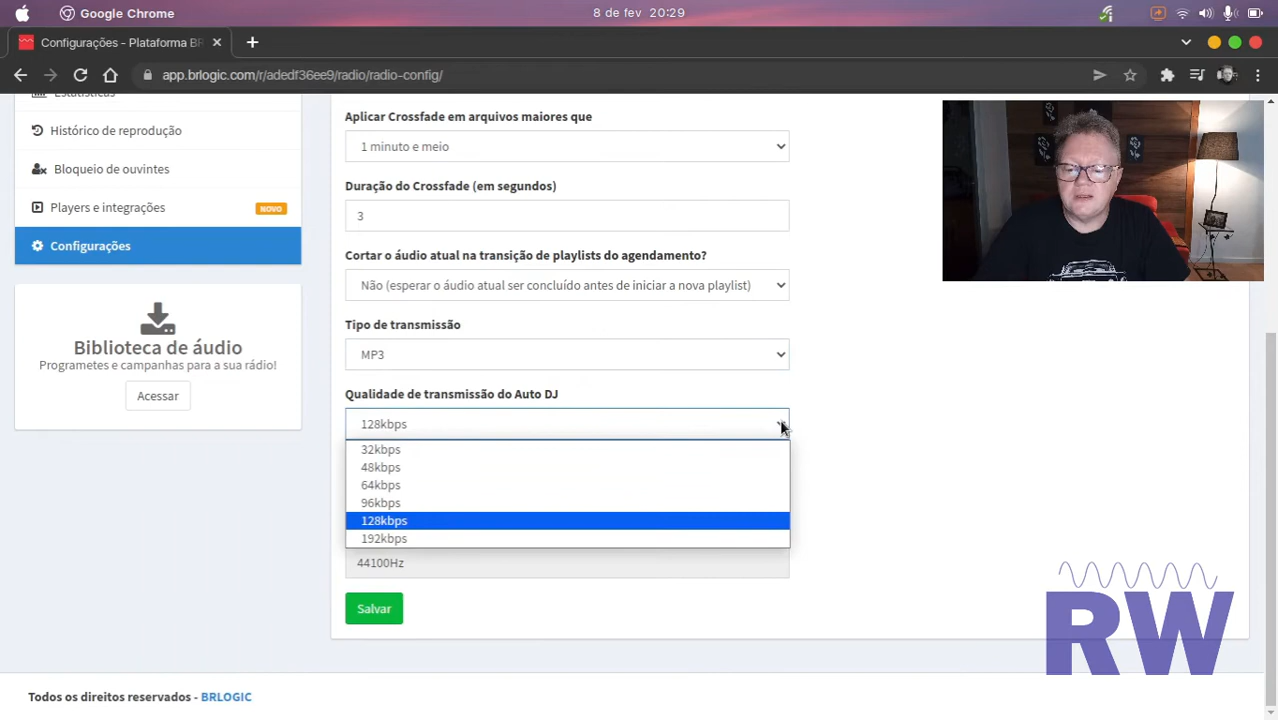 Google Chrome
8 de fev 20:29
Configurações - Plataforma BR
app.brlogic.com/r/adedf36ee9/radio/radio-config/
Estatísticas
Histórico de reprodução
Bloqueio de ouvintes
Players e integrações
NOVO
Configurações
Biblioteca de áudio
Programetes e campanhas para a sua rádio!
Acessar
Aplicar Crossfade em arquivos maiores que
1 minuto e meio
Duração do Crossfade (em segundos)
3
Cortar o áudio atual na transição de playlists do agendamento?
Não (esperar o áudio atual ser concluído antes de iniciar a nova playlist)
Tipo de transmissão
MP3
Qualidade de transmissão do Auto DJ
128kbps
32kbps
48kbps
64kbps
96kbps
128kbps
192kbps
44100Hz
Salvar
RW
Todos os direitos reservados - BRLOGIC